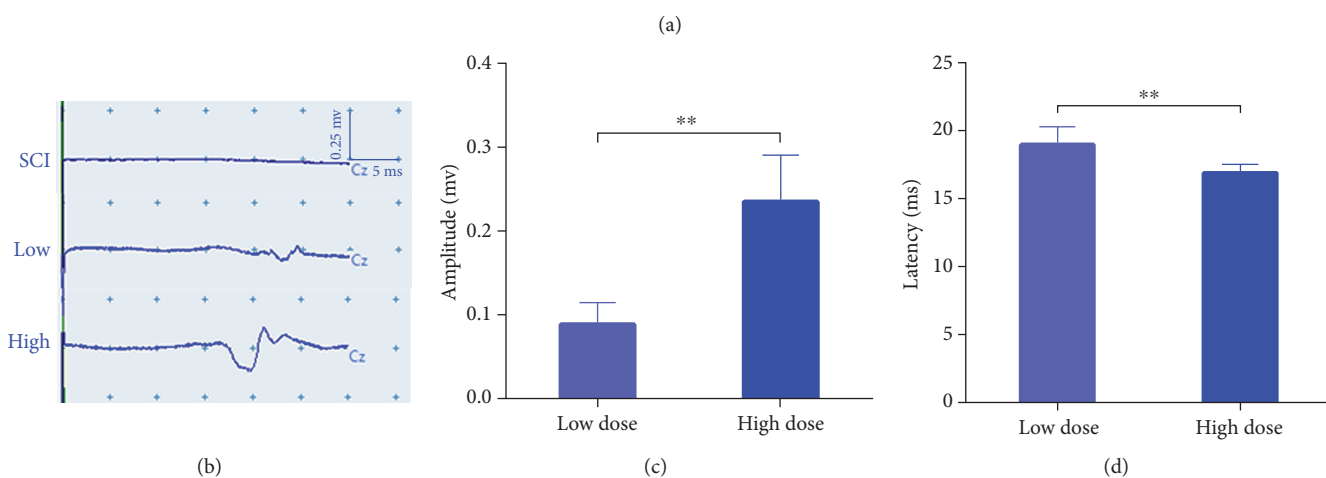 (a)
SCI
Low
High
0.25 mv
5 ms
Cz
Cz
Cz
(b)
Amplitude (mv)
0.4
0.3
0.2
0.1
0.0
**
Low dose
High dose
(c)
Latency (ms)
25
20
15
10
5
0
**
Low dose
High dose
(d)